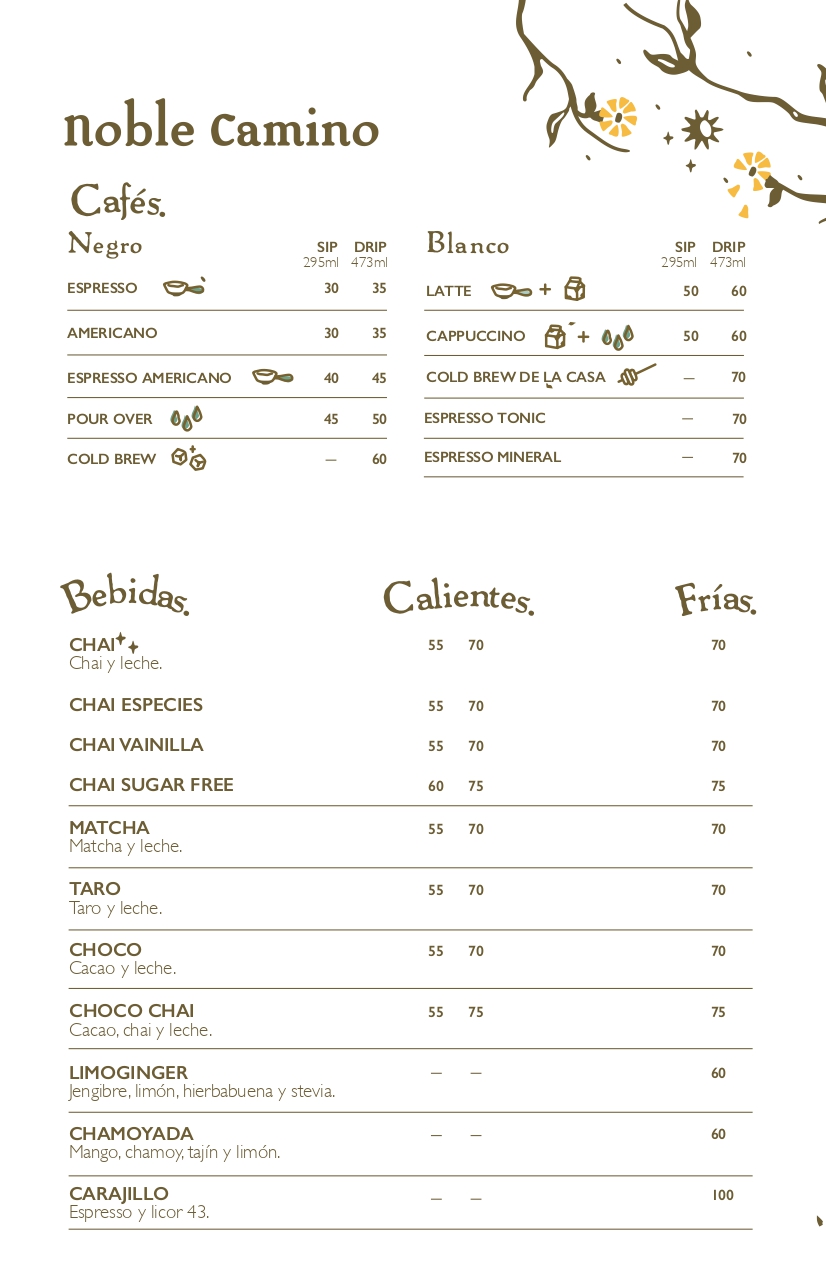 Noble Camino
Cafés.
Negro SIP DRIP
295ml 473ml
ESPRESSO 30 35
AMERICANO 30 35
ESPRESSO AMERICANO 40 45
POUR OVER 45 50
COLD BREW — 60
Blanco SIP DRIP
295ml 473ml
LATTE + 50 60
CAPPUCCINO + 50 60
COLD BREW DE LA CASA — 70
ESPRESSO TONIC — 70
ESPRESSO MINERAL — 70
Bebidas. Calientes. Frías.
CHAI 55 70 70
Chai y leche.
CHAI ESPECIES 55 70 70
CHAI VAINILLA 55 70 70
CHAI SUGAR FREE 60 75 75
MATCHA 55 70 70
Matcha y leche.
TARO 55 70 70
Taro y leche.
CHOCO 55 70 70
Cacao y leche.
CHOCO CHAI 55 75 75
Cacao, chai y leche.
LIMOGINGER — — 60
Jengibre, limón, hierbabuena y stevia.
CHAMOYADA — — 60
Mango, chamoy, tajín y limón.
CARAJILLO — — 100
Espresso y licor 43.